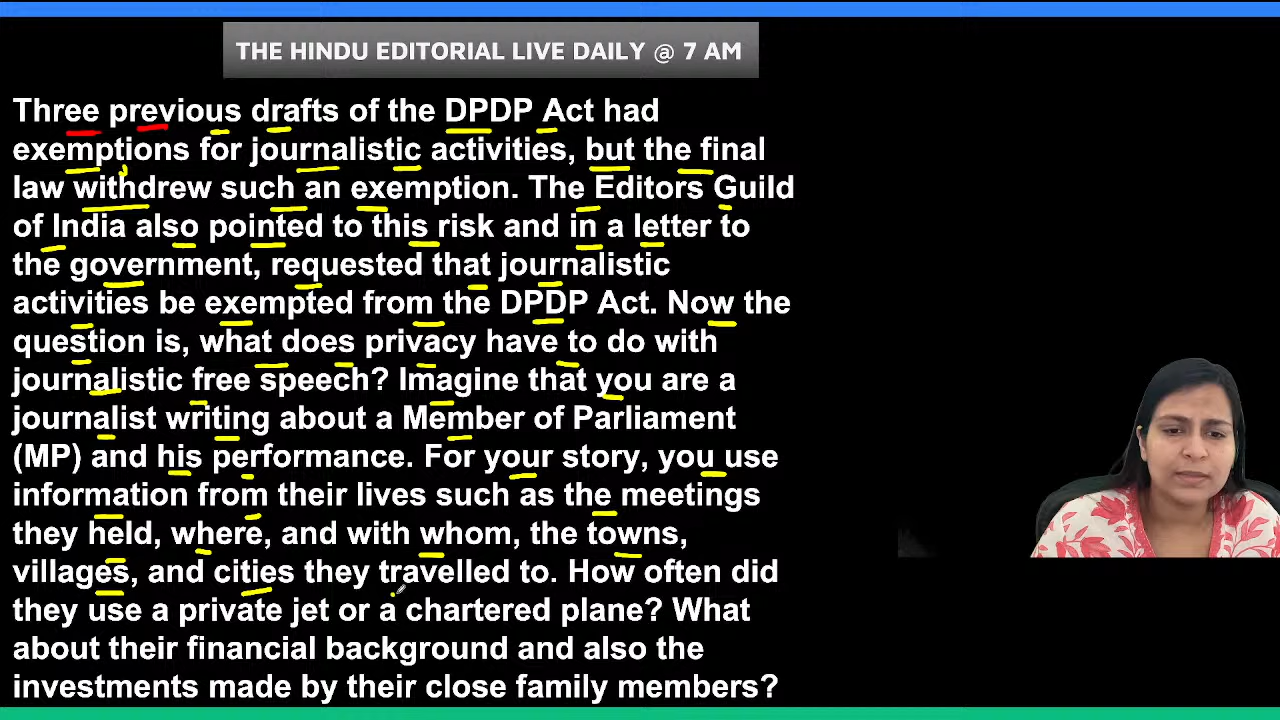 THE HINDU EDITORIAL LIVE DAILY @ 7 AM
Three previous drafts of the DPDP Act had
exemptions for journalistic activities, but the final
law withdrew such an exemption. The Editors Guild
of India also pointed to this risk and in a letter to
the government, requested that journalistic
activities be exempted from the DPDP Act. Now the
question is, what does privacy have to do with
journalistic free speech? Imagine that you are a
journalist writing about a Member of Parliament
(MP) and his performance. For your story, you use
information from their lives such as the meetings
they held, where, and with whom, the towns,
villages, and cities they travelled to. How often did
they use a private jet or a chartered plane? What
about their financial background and also the
investments made by their close family members?